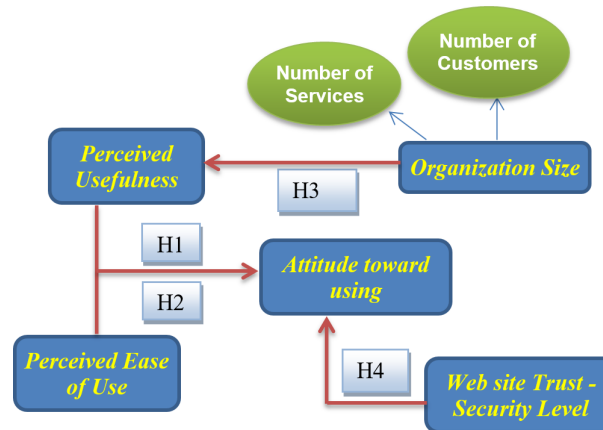 Number of
Customers
Number of
Services
Perceived
Usefulness
Organization Size
H3
H1
Attitude toward
using
H2
Perceived Ease
of Use
H4
Web site Trust -
Security Level